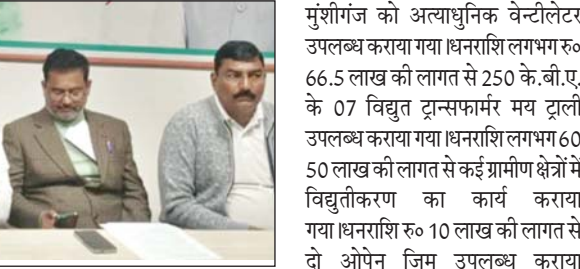 मुंशीगंज को अत्याधुनिक वेन्टीलेटर
उपलब्ध कराया गया।धनराशि लगभग रु०
66.5 लाख की लागत से 250 के.बी.ए.
के 07 विद्युत ट्रान्सफार्मर मय ट्राली
उपलब्ध कराया गया।धनराशि लगभग 60
50 लाख की लागत से कई ग्रामीण क्षेत्रों में
विद्युतीकरण का कार्य कराया
गया।धनराशि रु० 10 लाख की लागत से
दो ओपेन जिम उपलब्ध कराया